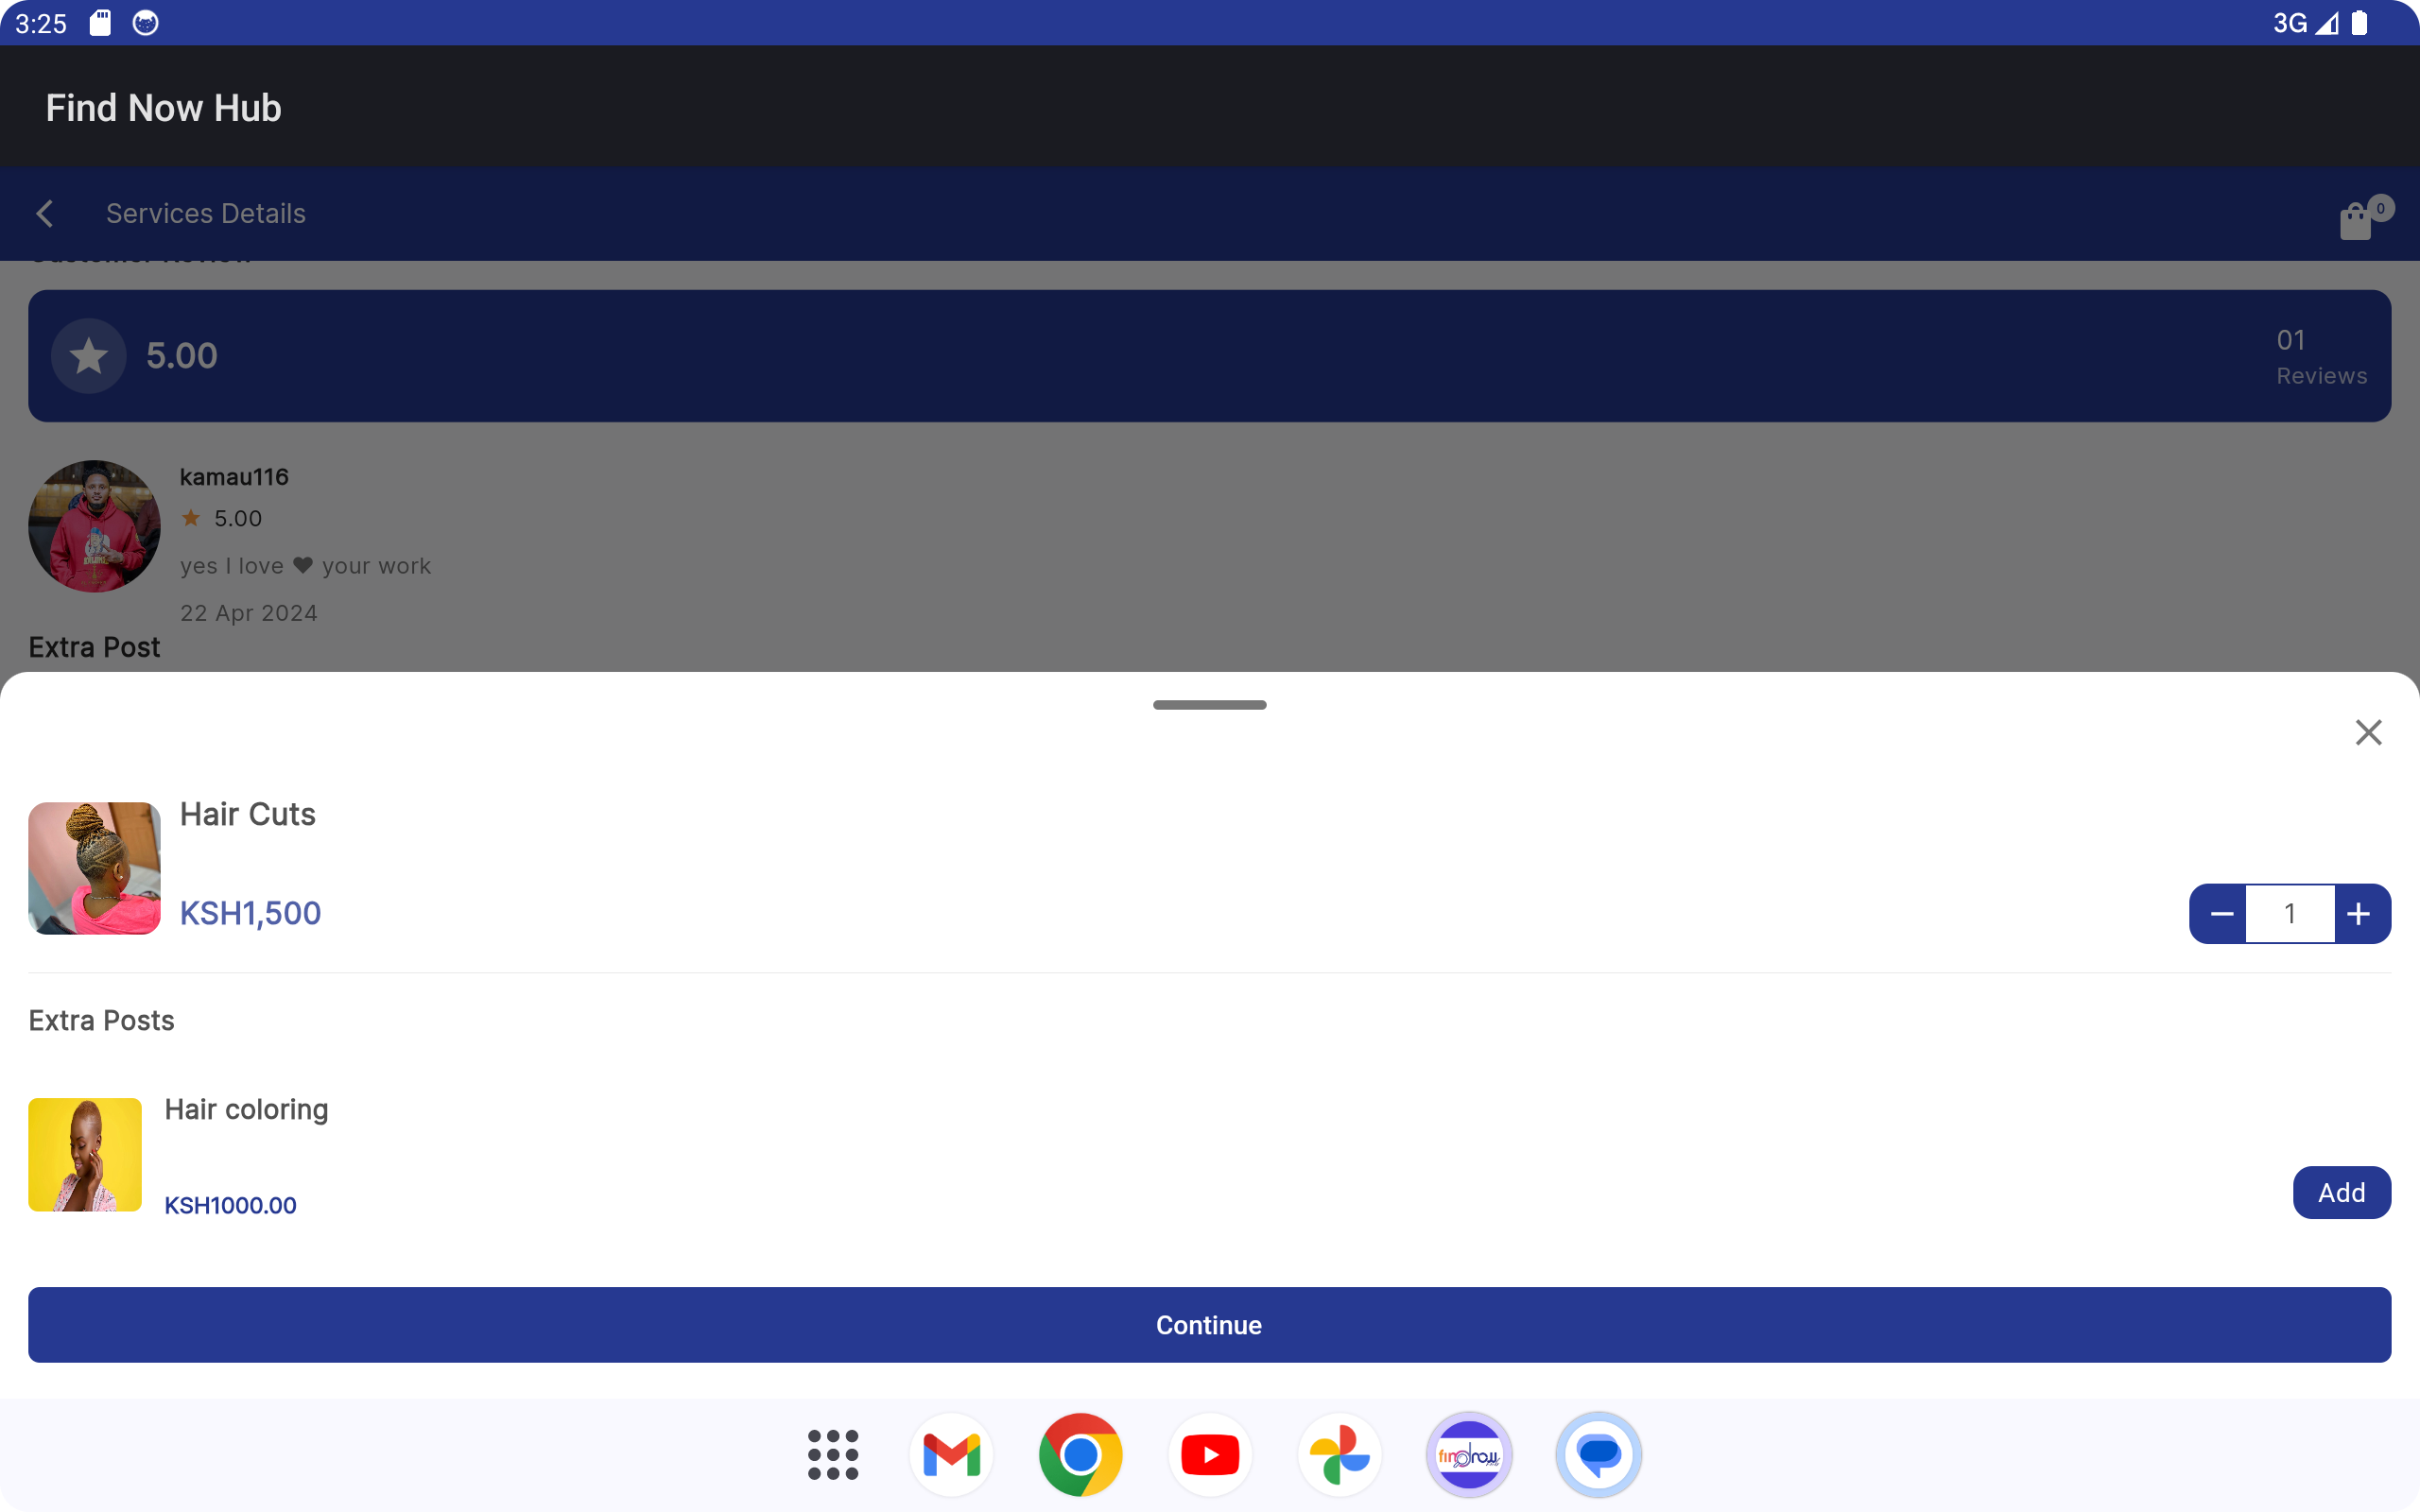 3:25
3G
Find Now Hub
Services Details
0
5.00
01
Reviews
kamau116
5.00
yes I love ♥ your work
22 Apr 2024
Extra Post
Hair Cuts
KSH1,500
1
Extra Posts
Hair coloring
KSH1000.00
Add
Continue
findnow